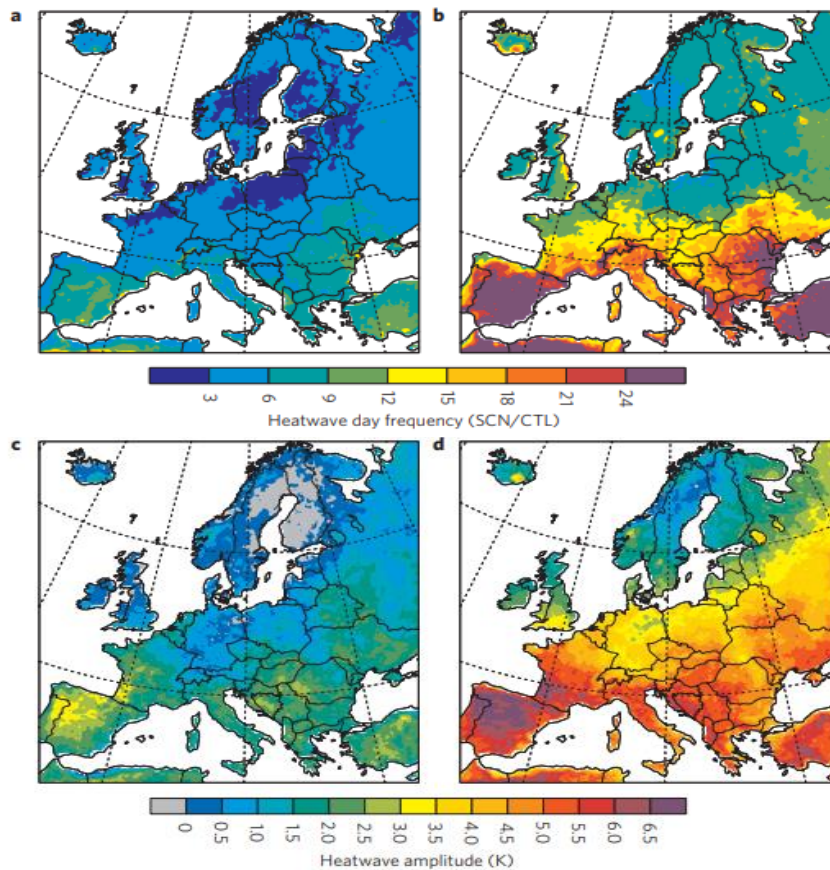 a
b
3 6 9 12 15 18 21 24
Heatwave day frequency (SCN/CTL)
c
d
0 0.5 1.0 1.5 2.0 2.5 3.0 3.5 4.0 4.5 5.0 5.5 6.0 6.5
Heatwave amplitude (K)